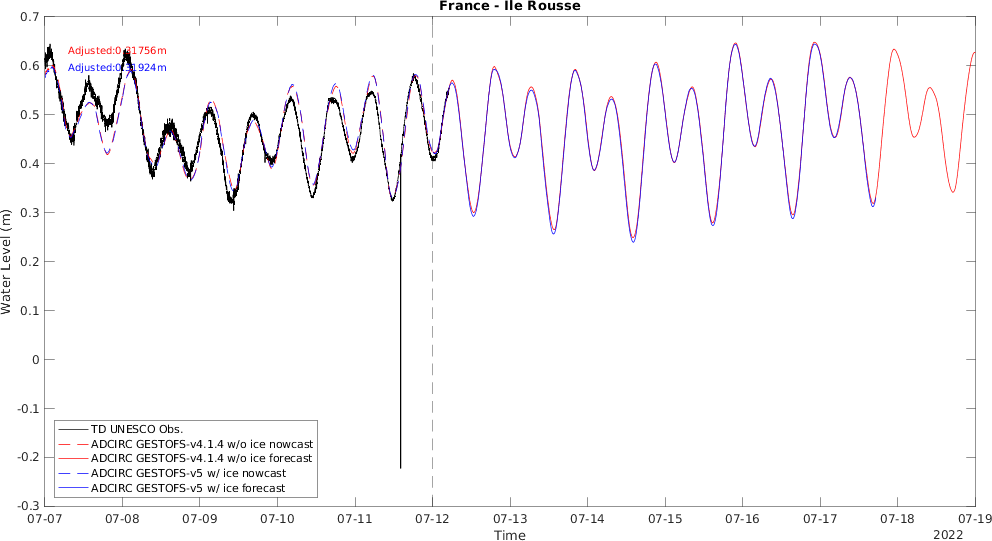 France - Ile Rousse
0.7
0.6
0.5
0.4
0.3
0.2
0.1
0
-0.1
-0.2
-0.3
Water Level (m)
Adjusted:0.31756m
Adjusted:0.31924m
TD UNESCO Obs.
ADCIRC GESTOFS-v4.1.4 w/o ice nowcast
ADCIRC GESTOFS-v4.1.4 w/o ice forecast
ADCIRC GESTOFS-v5 w/ ice nowcast
ADCIRC GESTOFS-v5 w/ ice forecast
07-07 07-08 07-09 07-10 07-11 07-12 07-13 07-14 07-15 07-16 07-17 07-18 07-19
Time
2022